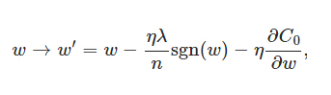 w → w′ = w − ηλ/n sgn(w) − η ∂C₀/∂w ,